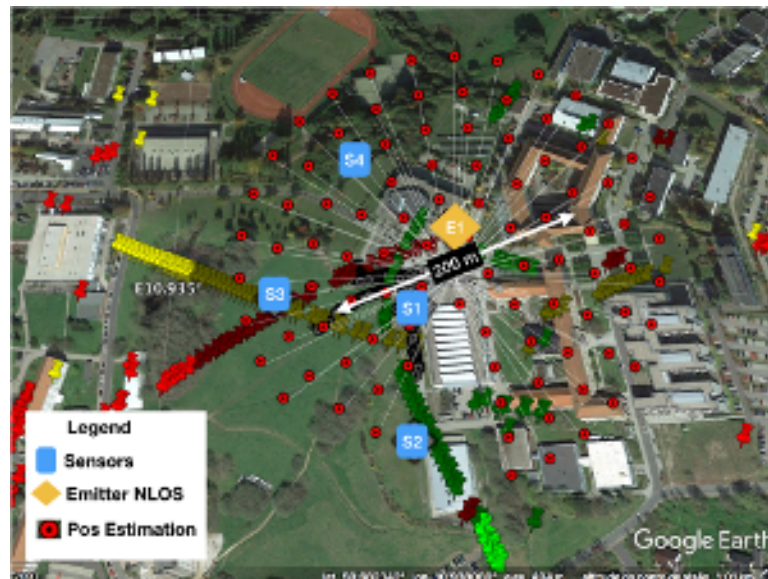 S4
E1
200 m
E10.935°
S3
S1
S2
Legend
Sensors
Emitter NLOS
Pos Estimation
Google Earth